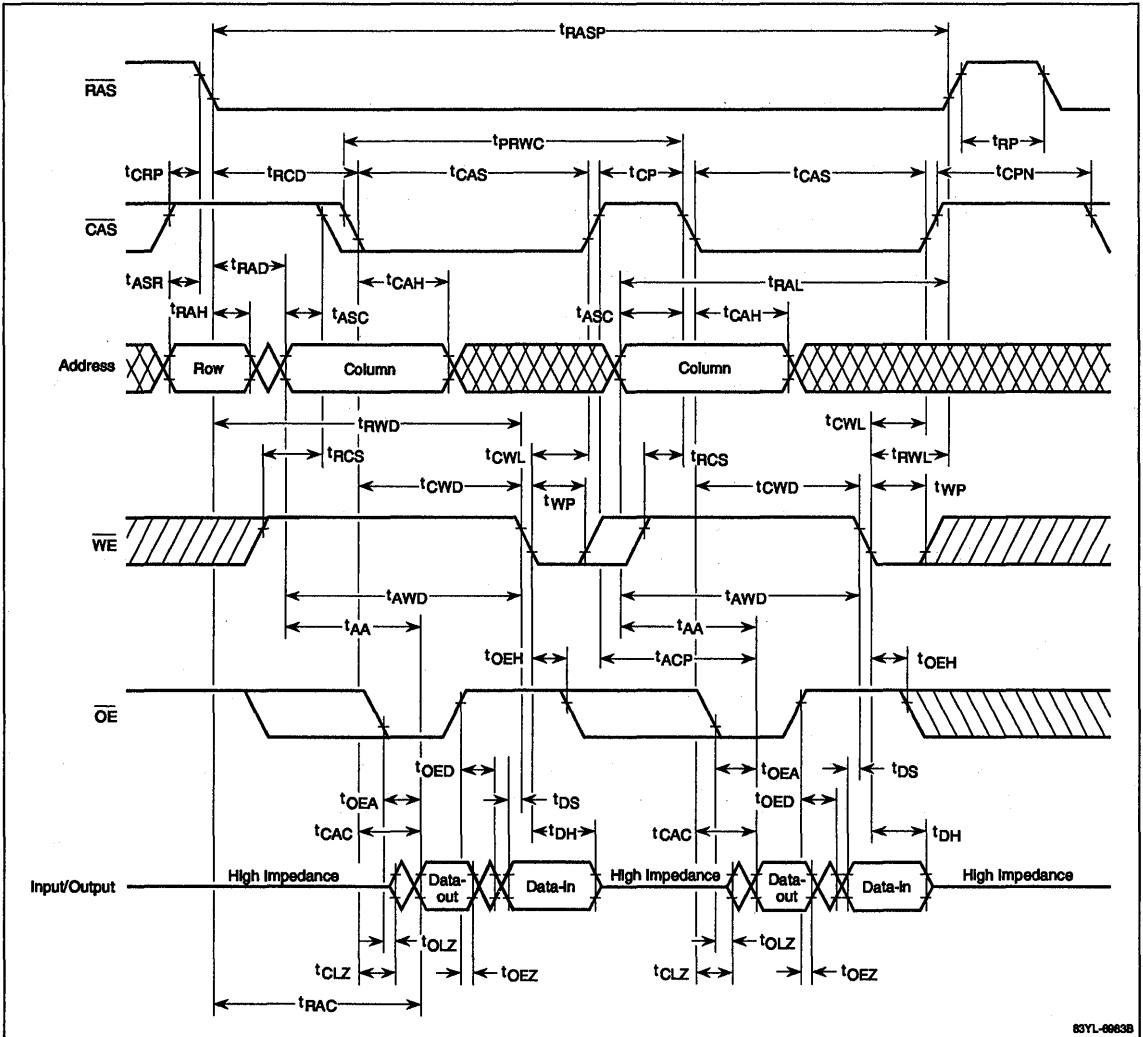 tRASP
RAS
tRP
tPRWC
tCRP
tRCD
tCAS
tCP
tCAS
tCPN
CAS
tRAD
tASR
tCAH
tRAL
tRAH
tASC
tASC
tCAH
Address
Row
Column
Column
tRWD
tCWL
tRCS
tCWL
tRCS
tRWL
tCWD
tWP
tCWD
tWP
WE
tAWD
tAWD
tAA
tAA
tOEH
tACP
tOEH
OE
tOED
tOEA
tDS
tOEA
tDS
tOED
tCAC
tDH
tCAC
tDH
Input/Output
High Impedance
Data-out
Data-in
High Impedance
Data-out
Data-in
High Impedance
tOLZ
tOLZ
tCLZ
tOEZ
tCLZ
tOEZ
tRAC
83YL-6983B